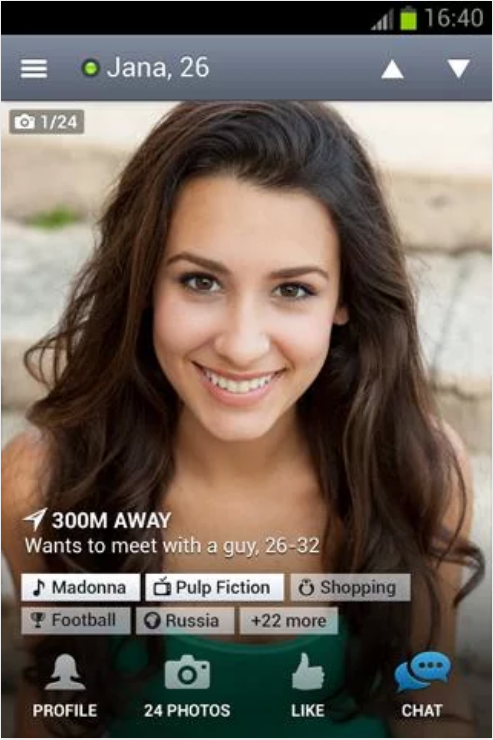 16:40
Jana, 26
1/24
300M AWAY
Wants to meet with a guy, 26-32
Madonna Pulp Fiction Shopping
Football Russia +22 more
PROFILE 24 PHOTOS LIKE CHAT